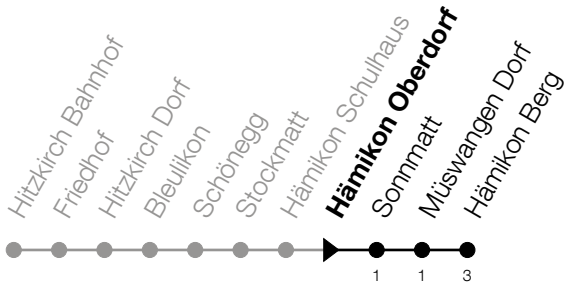 Hitzkirch Bahnhof
Friedhof
Hitzkirch Dorf
Bleulikon
Schönegg
Stockmatt
Hämikon Schulhaus
Hämikon Oberdorf
Sonnmatt
Müswangen Dorf
Hämikon Berg
1
1
3